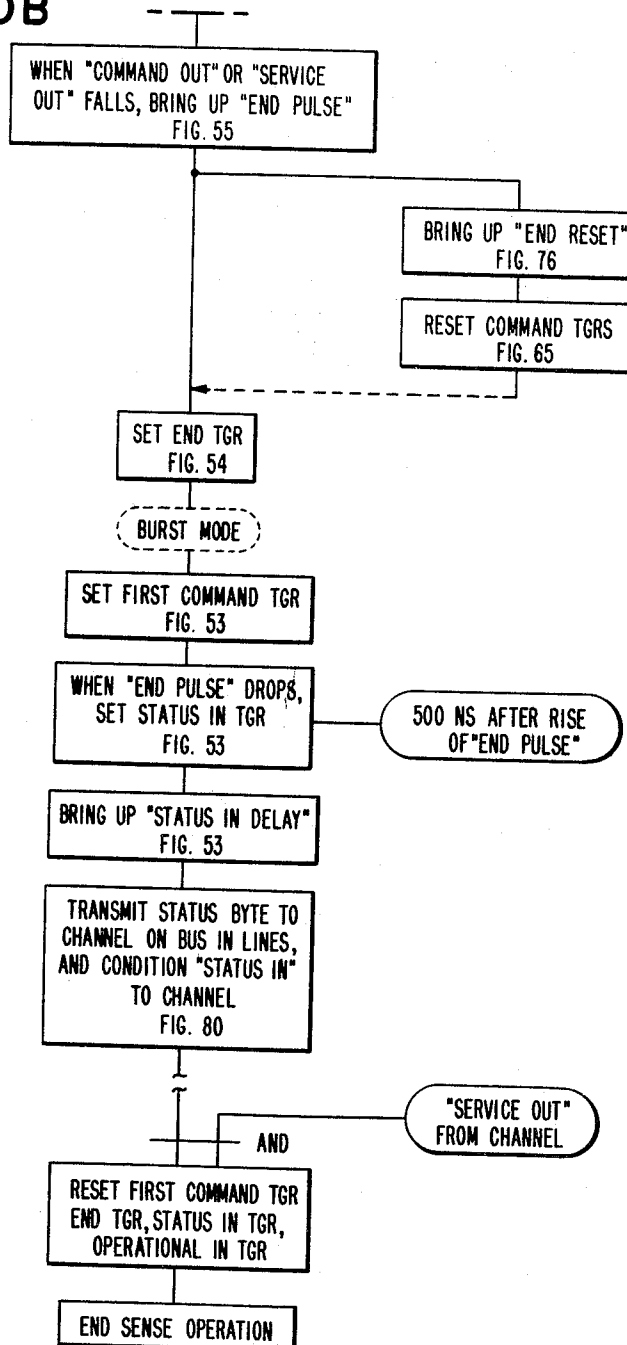 WHEN "COMMAND OUT" OR "SERVICE
OUT" FALLS, BRING UP "END PULSE"
FIG. 55
BRING UP "END RESET"
FIG. 76
RESET COMMAND TGRS
FIG. 65
SET END TGR
FIG. 54
BURST MODE
SET FIRST COMMAND TGR
FIG. 53
WHEN "END PULSE" DROPS,
SET STATUS IN TGR
FIG. 53
500 NS AFTER RISE
OF "END PULSE"
BRING UP "STATUS IN DELAY"
FIG. 53
TRANSMIT STATUS BYTE TO
CHANNEL ON BUS IN LINES,
AND CONDITION "STATUS IN"
TO CHANNEL
FIG. 80
"SERVICE OUT"
FROM CHANNEL
AND
RESET FIRST COMMAND TGR
END TGR, STATUS IN TGR,
OPERATIONAL IN TGR
END SENSE OPERATION